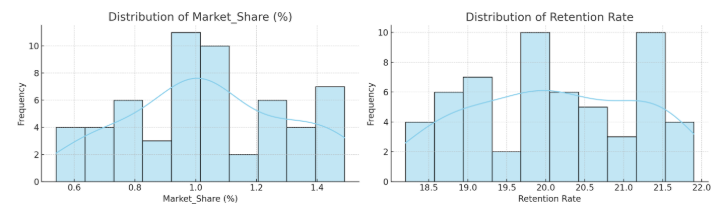 Distribution of Market_Share (%)
10
8
6
4
2
0
Frequency
0.6 0.8 1.0 1.2 1.4
Market_Share (%)
Distribution of Retention Rate
10
8
6
4
2
0
Frequency
18.5 19.0 19.5 20.0 20.5 21.0 21.5 22.0
Retention Rate